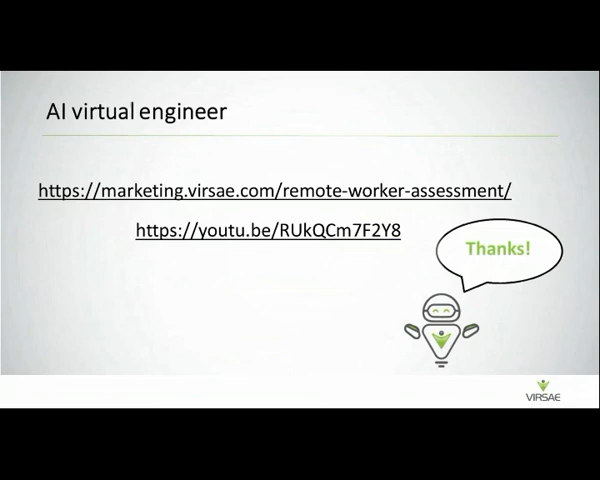 AI virtual engineer
https://marketing.virsae.com/remote-worker-assessment/
https://youtu.be/RUkQCm7F2Y8
Thanks!
VIRSAE